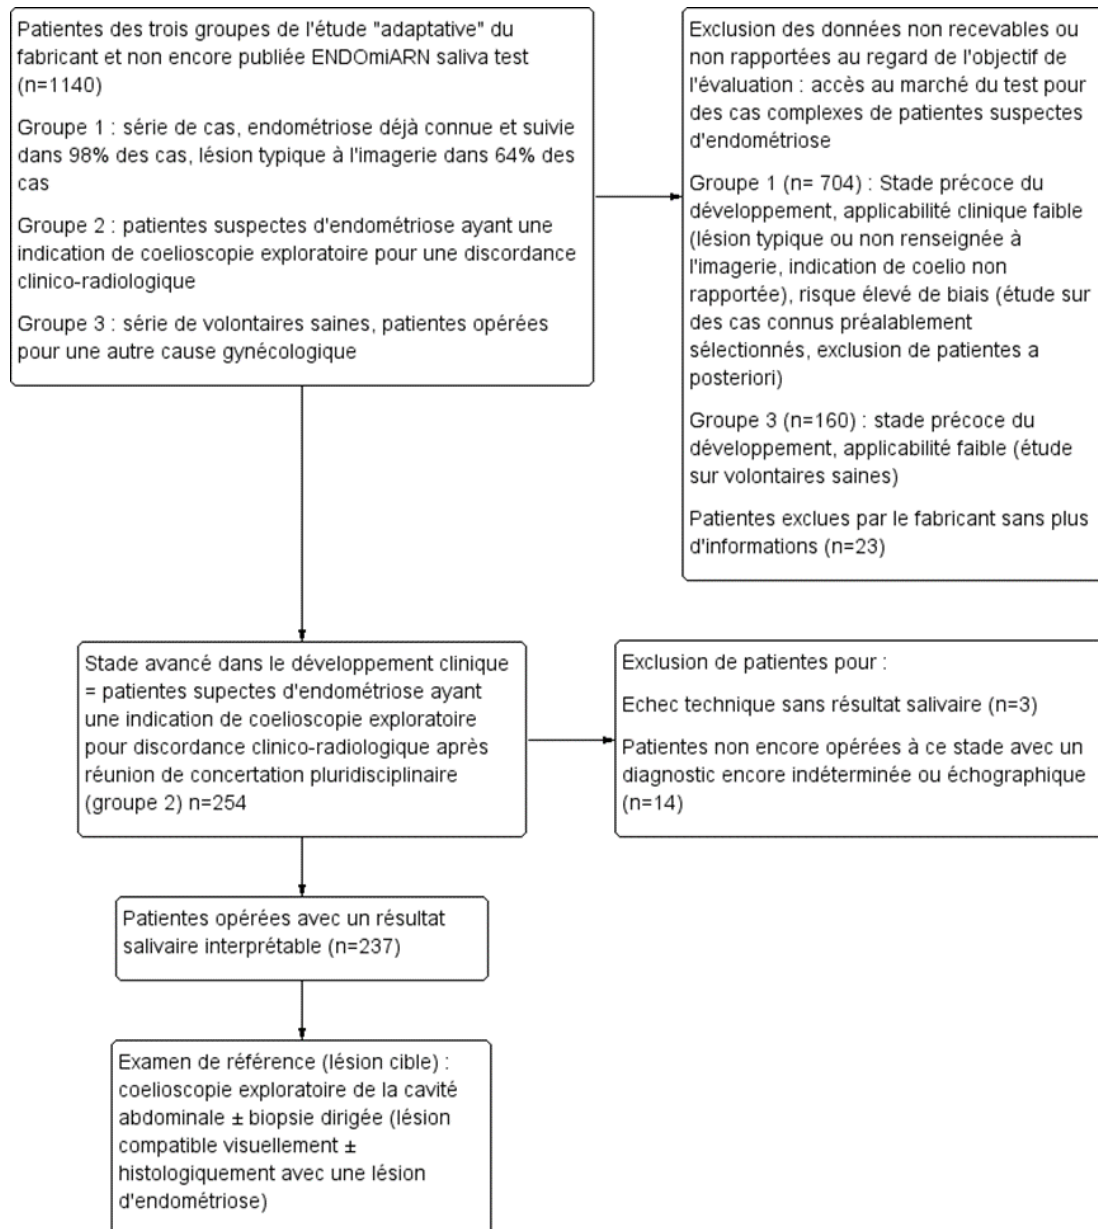 Patientes des trois groupes de l'étude "adaptative" du
fabricant et non encore publiée ENDOmiARN saliva test
(n=1140)
Groupe 1 : série de cas, endométriose déjà connue et suivie
dans 98% des cas, lésion typique à l'imagerie dans 64% des
cas
Groupe 2 : patientes suspectes d'endométriose ayant une
indication de coelioscopie exploratoire pour une discordance
clinico-radiologique
Groupe 3 : série de volontaires saines, patientes opérées
pour une autre cause gynécologique
Exclusion des données non recevables ou
non rapportées au regard de l'objectif de
l'évaluation : accès au marché du test pour
des cas complexes de patientes suspectes
d'endométriose
Groupe 1 (n= 704) : Stade précoce du
développement, applicabilité clinique faible
(lésion typique ou non renseignée à
l'imagerie, indication de coelio non
rapportée), risque élevé de biais (étude sur
des cas connus préalablement
sélectionnés, exclusion de patientes a
posteriori)
Groupe 3 (n=160) : stade précoce du
développement, applicabilité faible (étude
sur volontaires saines)
Patientes exclues par le fabricant sans plus
d'informations (n=23)
Stade avancé dans le développement clinique
= patientes supectes d'endométriose ayant
une indication de coelioscopie exploratoire
pour discordance clinico-radiologique après
réunion de concertation pluridisciplinaire
(groupe 2) n=254
Exclusion de patientes pour :
Echec technique sans résultat salivaire (n=3)
Patientes non encore opérées à ce stade avec un
diagnostic encore indéterminée ou échographique
(n=14)
Patientes opérées avec un résultat
salivaire interprétable (n=237)
Examen de référence (lésion cible) :
coelioscopie exploratoire de la cavité
abdominale ± biopsie dirigée (lésion
compatible visuellement ±
histologiquement avec une lésion
d'endométriose)